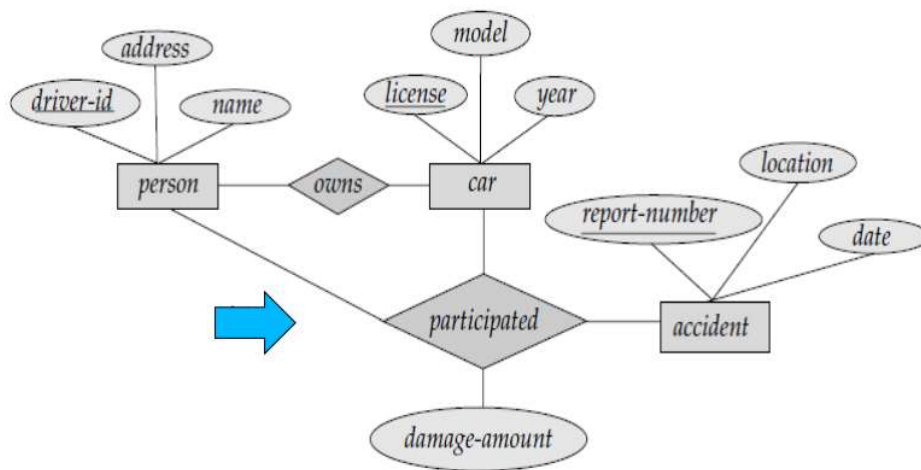 model
address
driver-id
name
license
year
location
person
owns
car
report-number
date
participated
accident
damage-amount